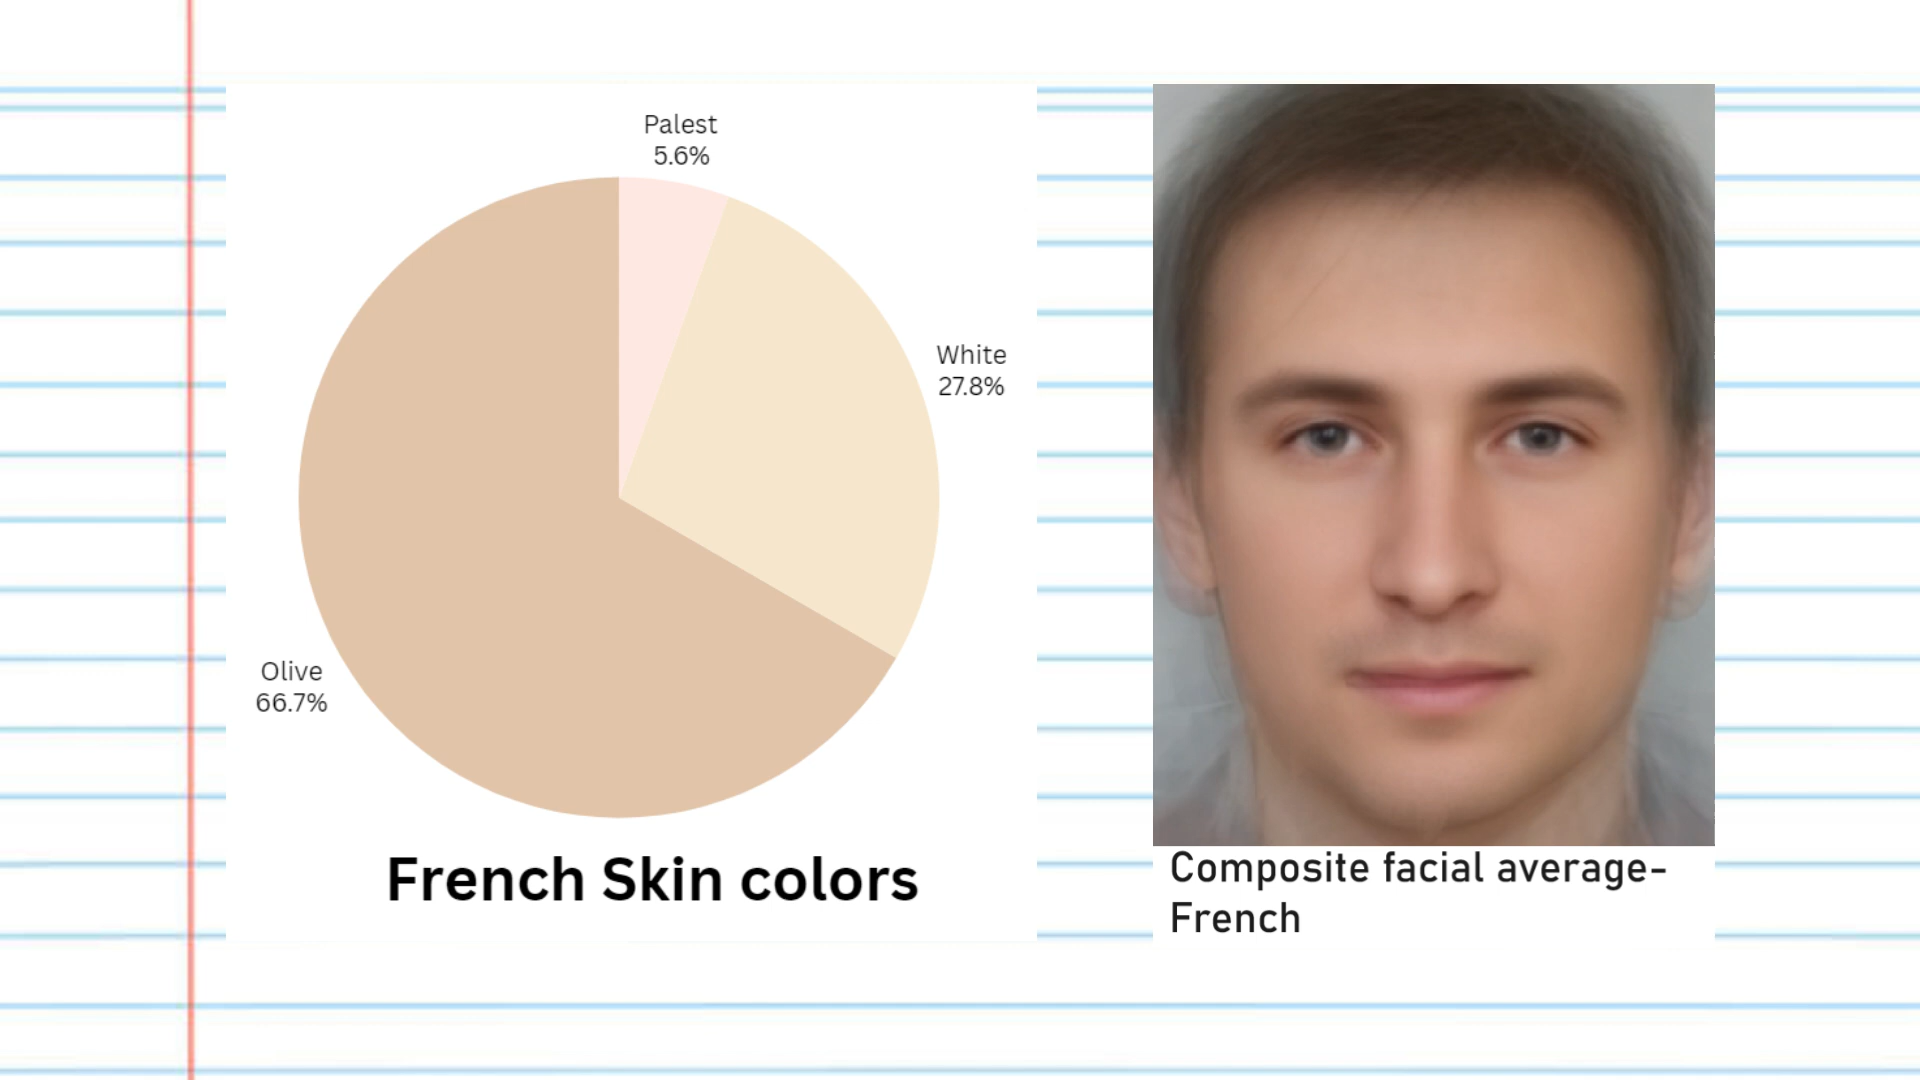 Palest
5.6%
White
27.8%
Olive
66.7%
French Skin colors
Composite facial average-
French